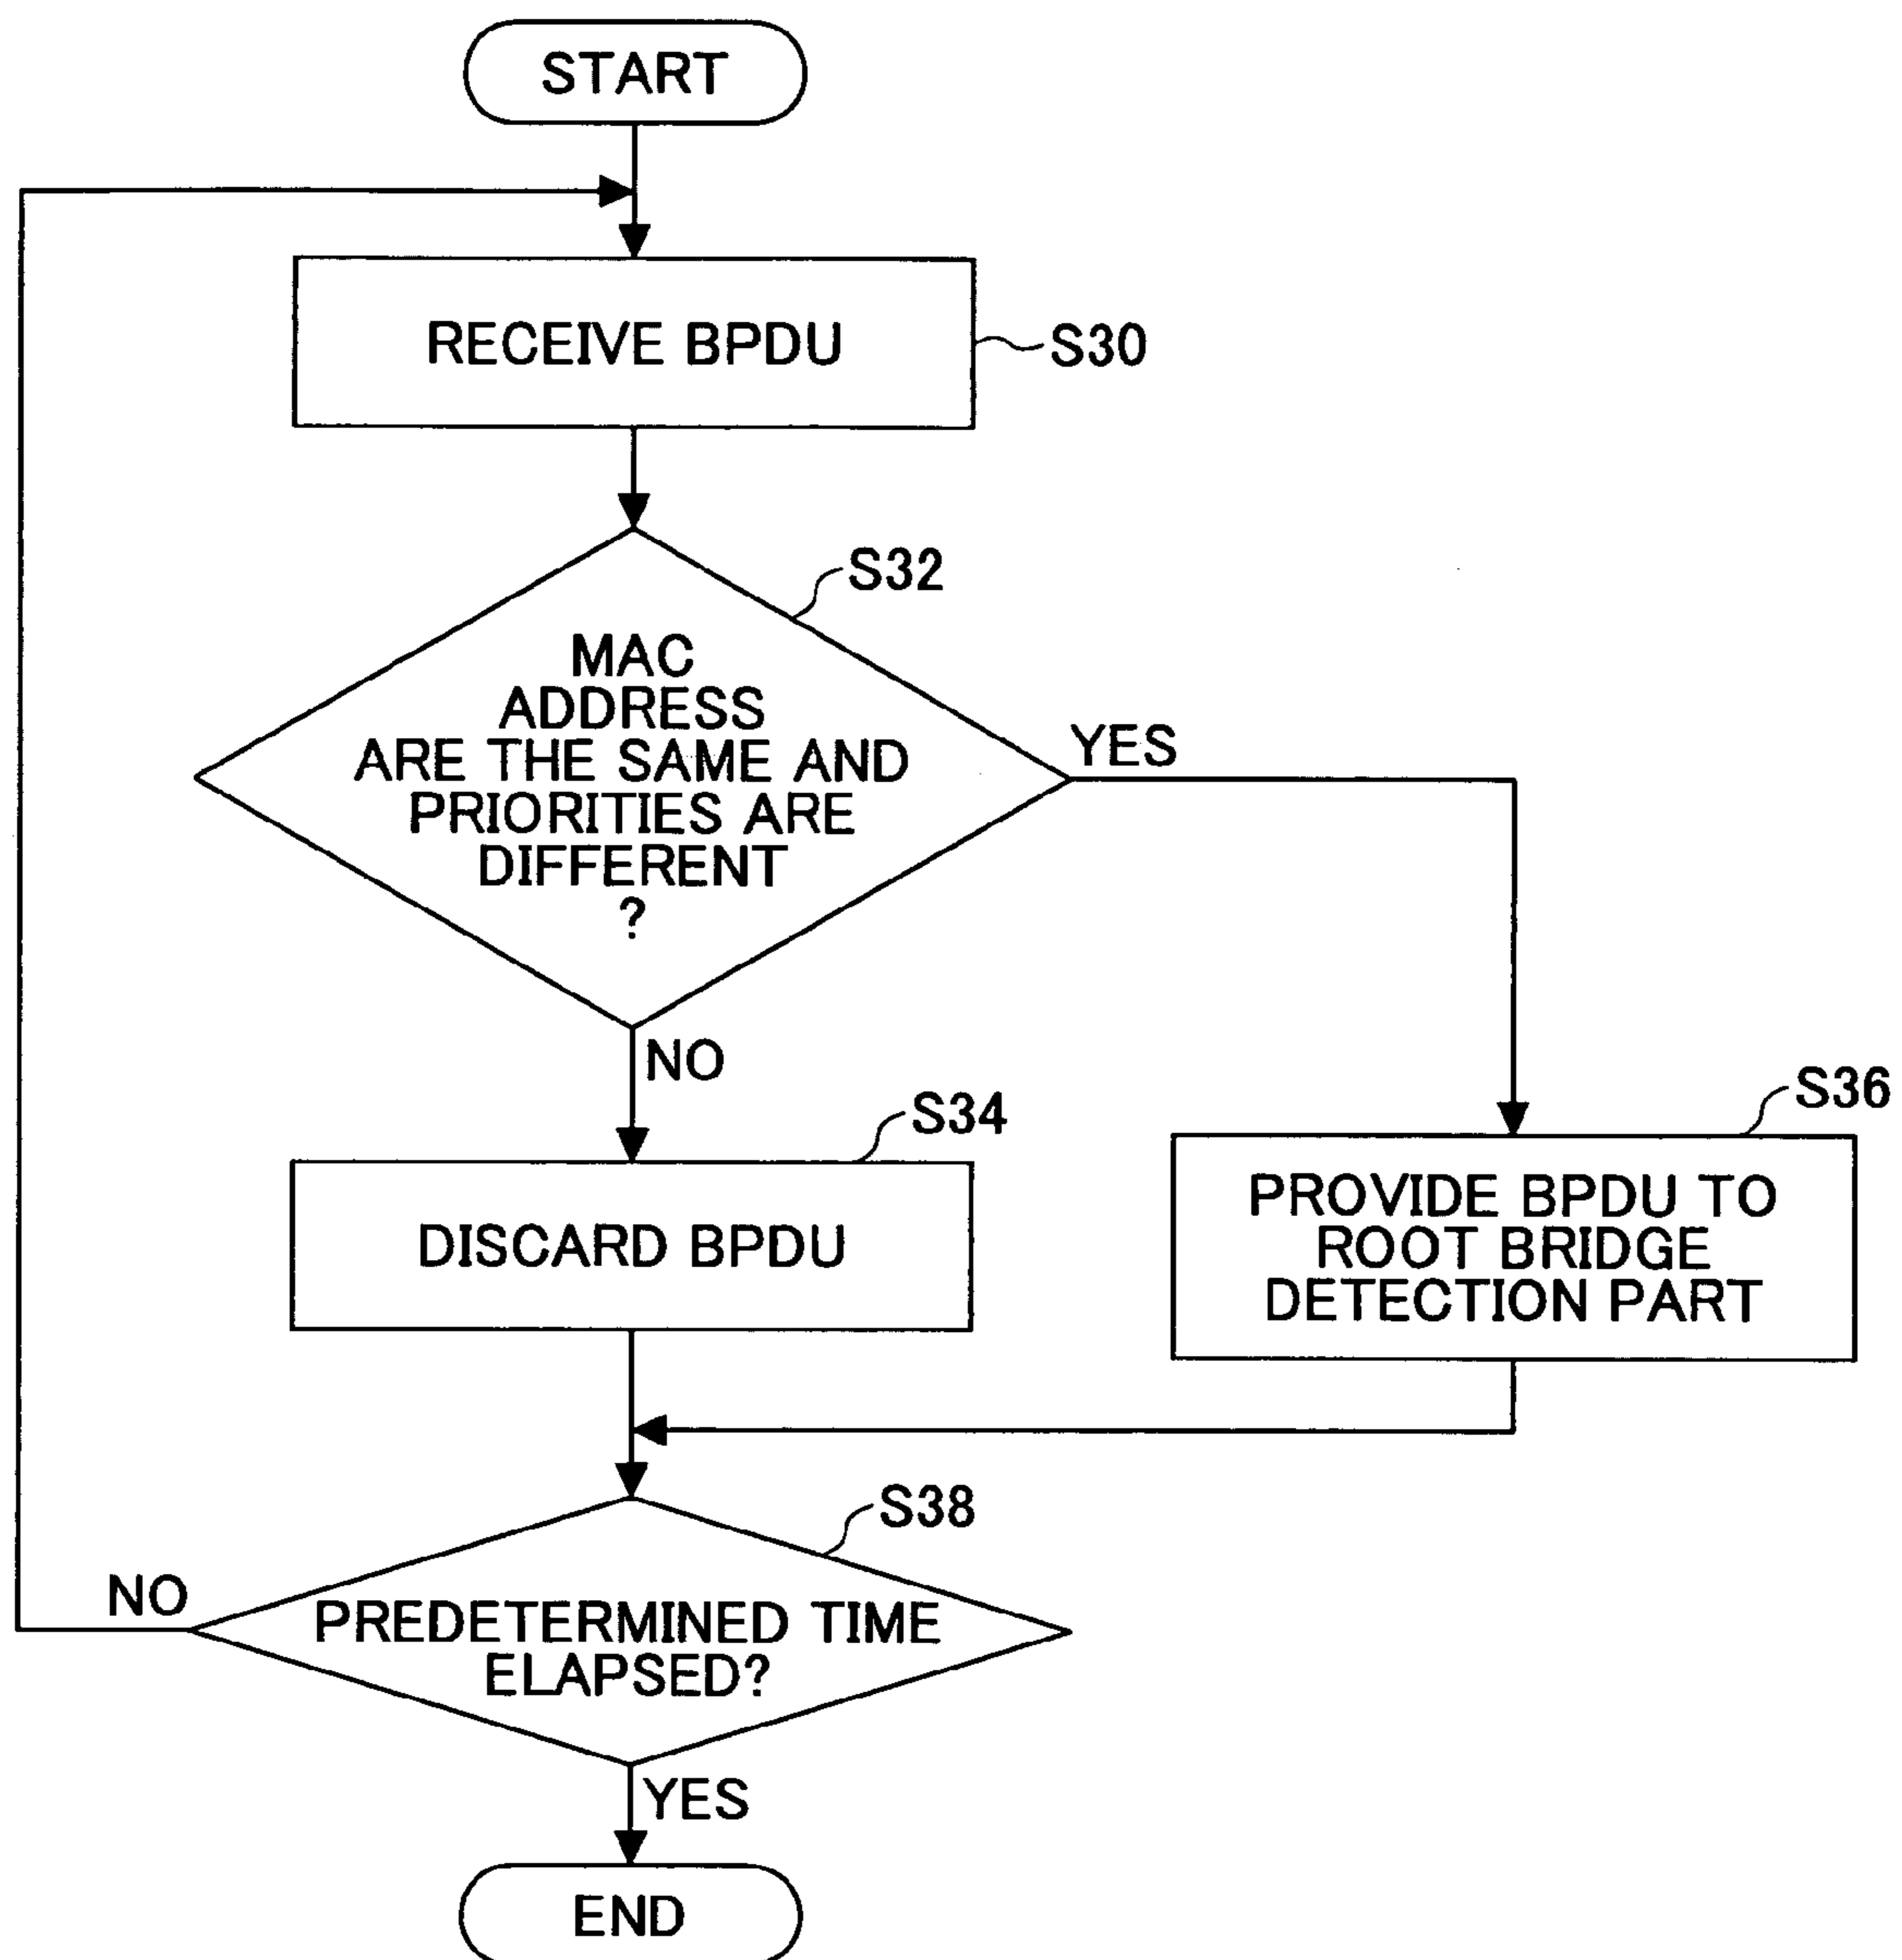 START
RECEIVE BPDU
S30
S32
MAC
ADDRESS
ARE THE SAME AND
PRIORITIES ARE
DIFFERENT
?
YES
NO
S34
DISCARD BPDU
S36
PROVIDE BPDU TO
ROOT BRIDGE
DETECTION PART
S38
NO
PREDETERMINED TIME
ELAPSED?
YES
END